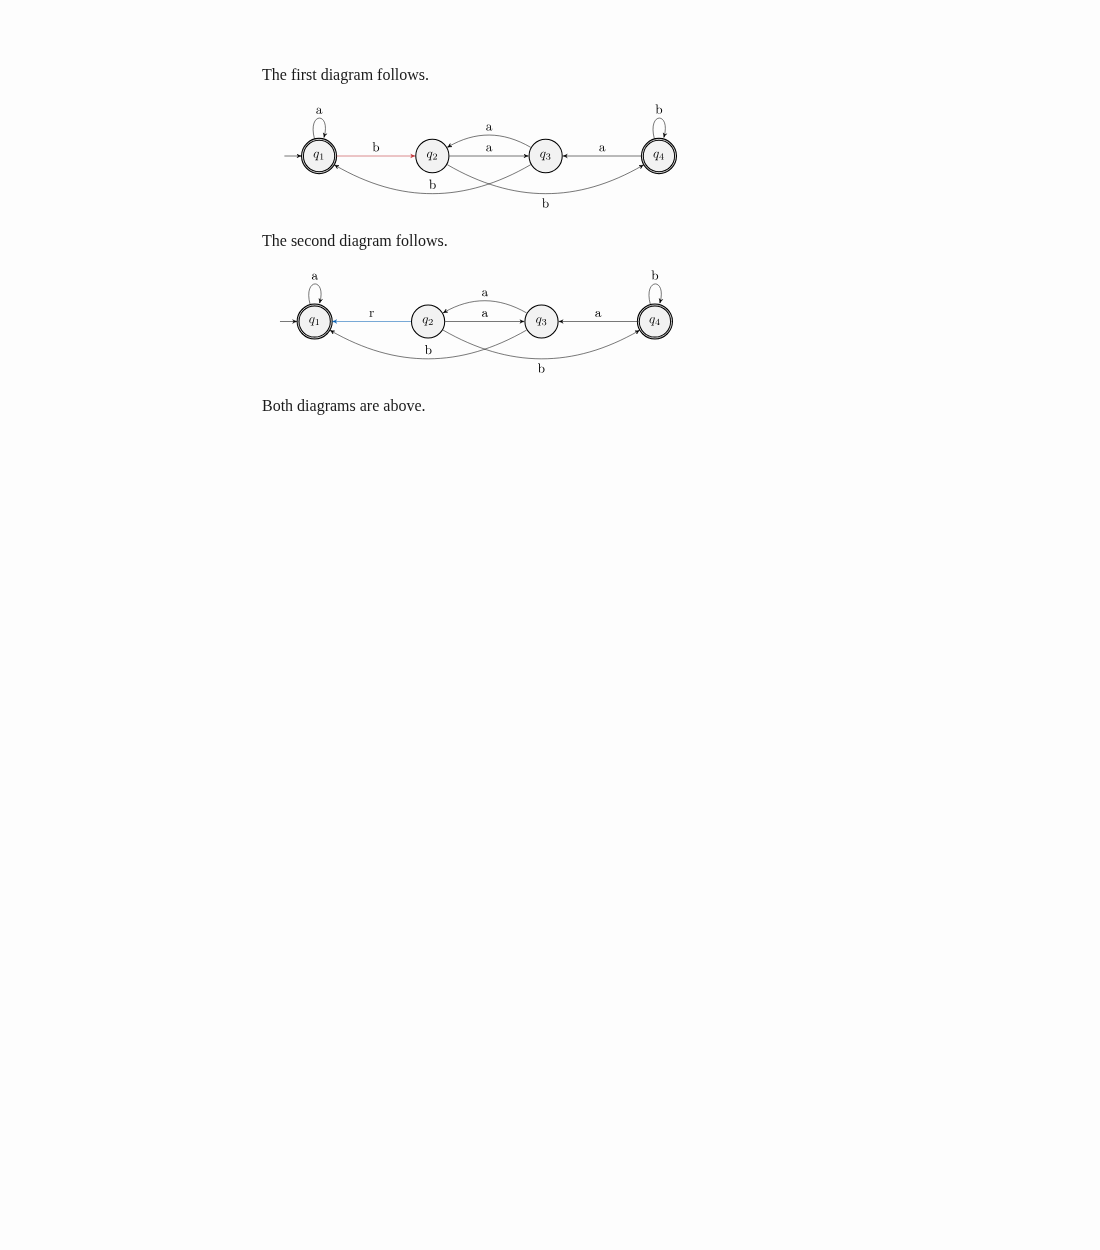 The first diagram follows.
a b
a
b a a
q1 q2 q3 q4
b
b
The second diagram follows.
a b
a
r a a
q1 q2 q3 q4
b
b
Both diagrams are above.